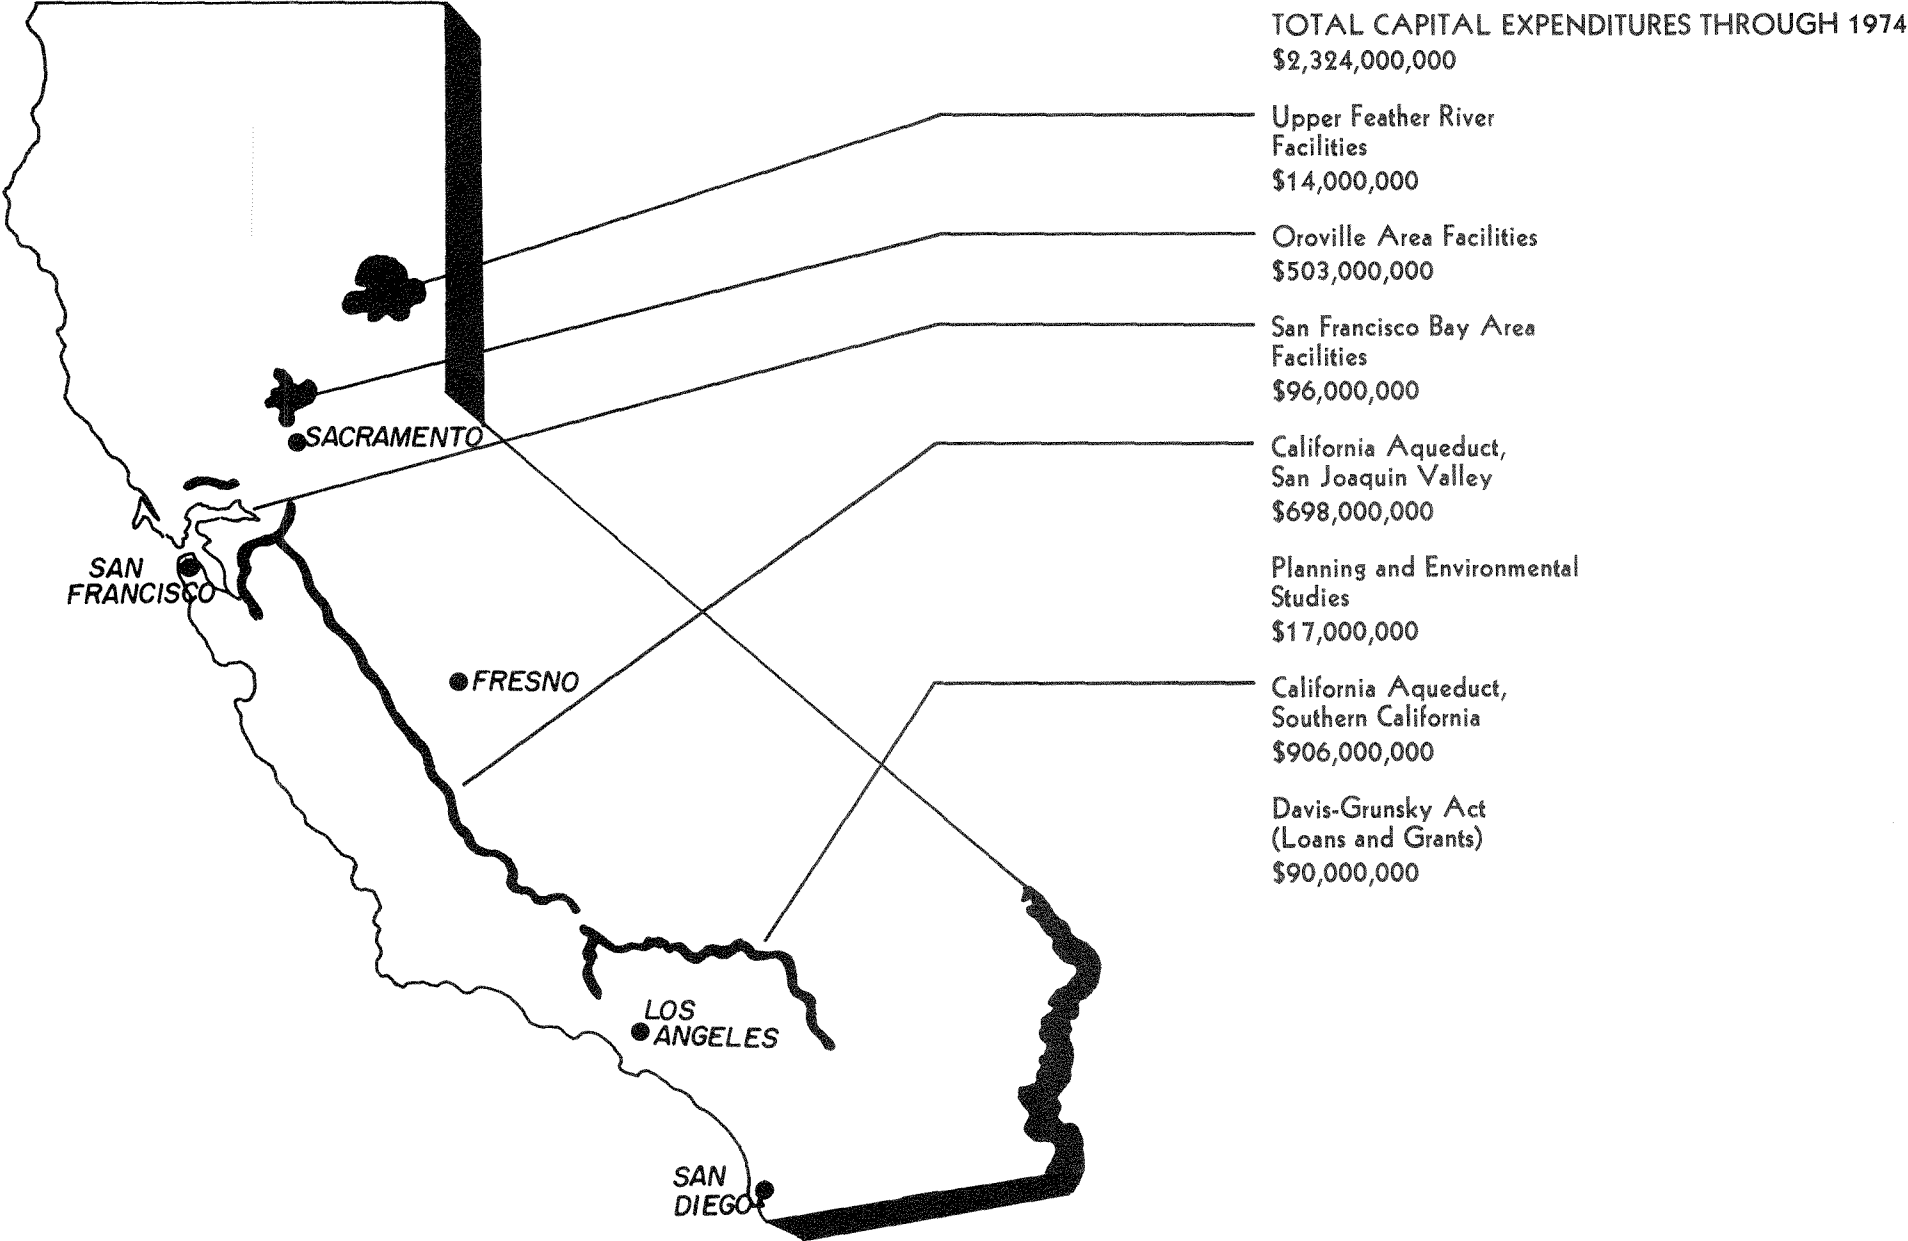 TOTAL CAPITAL EXPENDITURES THROUGH 1974
$2,324,000,000
Upper Feather River
Facilities
$14,000,000
Oroville Area Facilities
$503,000,000
San Francisco Bay Area
Facilities
$96,000,000
California Aqueduct,
San Joaquin Valley
$698,000,000
Planning and Environmental
Studies
$17,000,000
California Aqueduct,
Southern California
$906,000,000
Davis-Grunsky Act
(Loans and Grants)
$90,000,000
SACRAMENTO
SAN
FRANCISCO
FRESNO
LOS
ANGELES
SAN
DIEGO